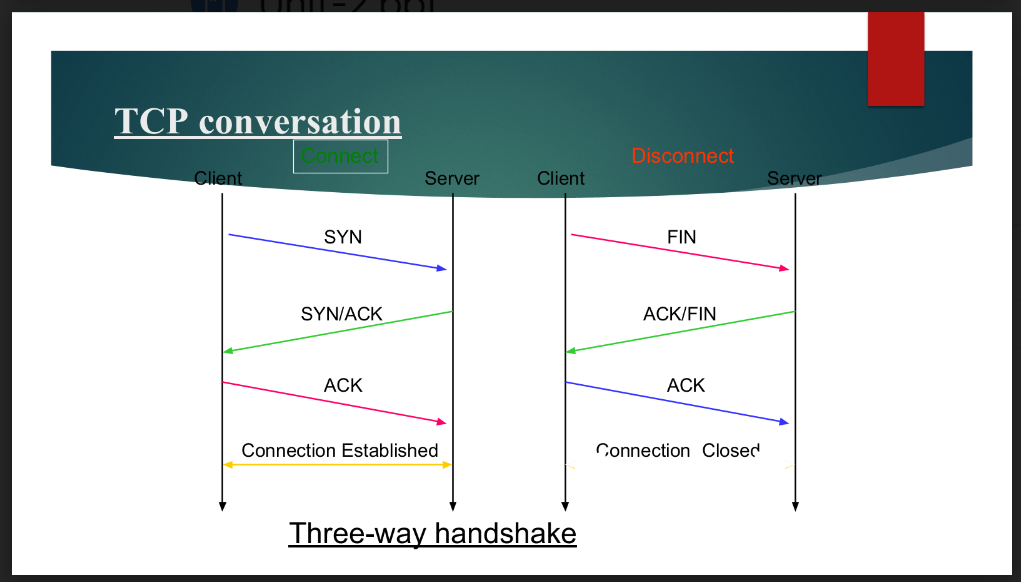 TCP conversation
Connect
Disconnect
Client
Server
Client
Server
SYN
FIN
SYN/ACK
ACK/FIN
ACK
ACK
Connection Established
Connection Closed
Three-way handshake